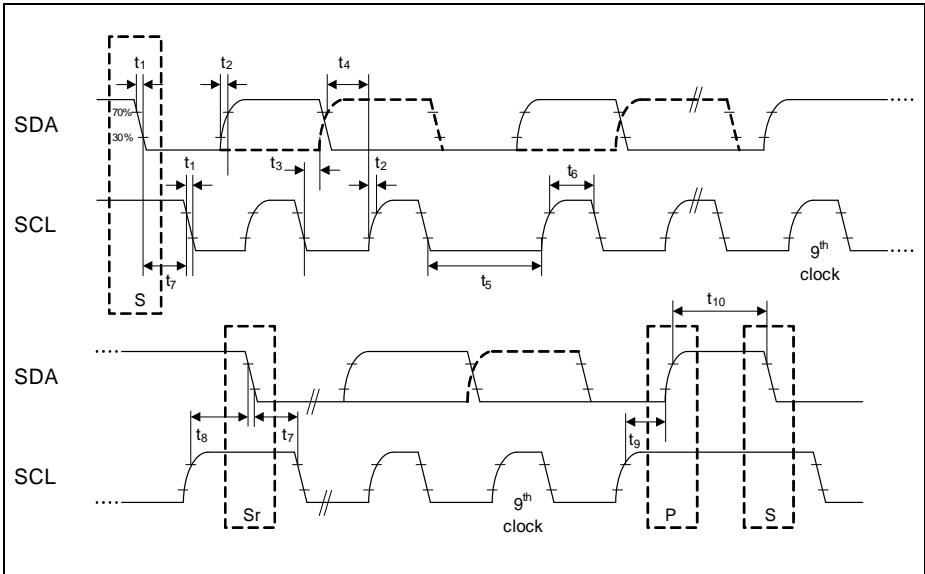 t1 t2 t4
SDA 70% 30%
t1 t3 t2 t6
SCL
t7 t5 9th clock
S
t10
SDA
t8 t7 t9
SCL
Sr 9th clock P S